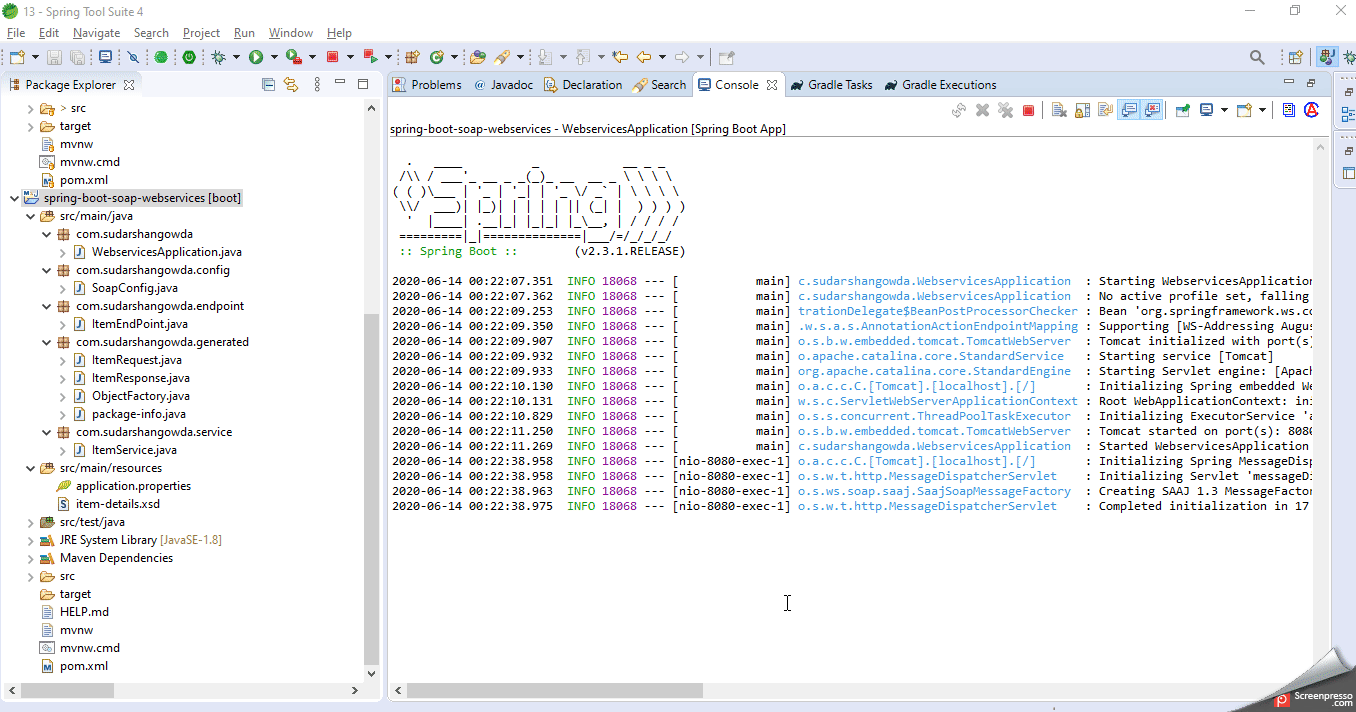 13 - Spring Tool Suite 4
File Edit Navigate Search Project Run Window Help
Package Explorer
> src
target
mvnw
mvnw.cmd
pom.xml
spring-boot-soap-webservices [boot]
src/main/java
com.sudarshangowda
WebservicesApplication.java
com.sudarshangowda.config
SoapConfig.java
com.sudarshangowda.endpoint
ItemEndPoint.java
com.sudarshangowda.generated
ItemRequest.java
ItemResponse.java
ObjectFactory.java
package-info.java
com.sudarshangowda.service
ItemService.java
src/main/resources
application.properties
item-details.xsd
src/test/java
JRE System Library [JavaSE-1.8]
Maven Dependencies
src
target
HELP.md
mvnw
mvnw.cmd
pom.xml
Problems @ Javadoc Declaration Search Console Gradle Tasks Gradle Executions
spring-boot-soap-webservices - WebservicesApplication [Spring Boot App]
  .   ____          _            __ _ _
 /\\ / ___'_ __ _ _(_)_ __  __ _ \ \ \ \
( ( )\___ | '_ | '_| | '_ \/ _` | \ \ \ \
 \\/  ___)| |_)| | | | | || (_| |  ) ) ) )
  '  |____| .__|_| |_|_| |_\__, | / / / /
 =========|_|==============|___/=/_/_/_/
 :: Spring Boot ::        (v2.3.1.RELEASE)
2020-06-14 00:22:07.351  INFO 18068 --- [           main] c.sudarshangowda.WebservicesApplication  : Starting WebservicesApplication
2020-06-14 00:22:07.362  INFO 18068 --- [           main] c.sudarshangowda.WebservicesApplication  : No active profile set, falling
2020-06-14 00:22:09.253  INFO 18068 --- [           main] trationDelegate$BeanPostProcessorChecker : Bean 'org.springframework.ws.co
2020-06-14 00:22:09.350  INFO 18068 --- [           main] .w.s.a.s.AnnotationActionEndpointMapping : Supporting [WS-Addressing Augus
2020-06-14 00:22:09.907  INFO 18068 --- [           main] o.s.b.w.embedded.tomcat.TomcatWebServer  : Tomcat initialized with port(s)
2020-06-14 00:22:09.932  INFO 18068 --- [           main] o.apache.catalina.core.StandardService   : Starting service [Tomcat]
2020-06-14 00:22:09.933  INFO 18068 --- [           main] org.apache.catalina.core.StandardEngine  : Starting Servlet engine: [Apach
2020-06-14 00:22:10.130  INFO 18068 --- [           main] o.a.c.c.C.[Tomcat].[localhost].[/]       : Initializing Spring embedded We
2020-06-14 00:22:10.131  INFO 18068 --- [           main] w.s.c.ServletWebServerApplicationContext : Root WebApplicationContext: ini
2020-06-14 00:22:10.829  INFO 18068 --- [           main] o.s.s.concurrent.ThreadPoolTaskExecutor  : Initializing ExecutorService 'a
2020-06-14 00:22:11.250  INFO 18068 --- [           main] o.s.b.w.embedded.tomcat.TomcatWebServer  : Tomcat started on port(s): 8080
2020-06-14 00:22:11.269  INFO 18068 --- [           main] c.sudarshangowda.WebservicesApplication  : Started WebservicesApplication
2020-06-14 00:22:38.958  INFO 18068 --- [nio-8080-exec-1] o.a.c.c.C.[Tomcat].[localhost].[/]       : Initializing Spring MessageDisp
2020-06-14 00:22:38.958  INFO 18068 --- [nio-8080-exec-1] o.s.w.t.http.MessageDispatcherServlet    : Initializing Servlet 'messageDi
2020-06-14 00:22:38.963  INFO 18068 --- [nio-8080-exec-1] o.s.ws.soap.saaj.SaajSoapMessageFactory  : Creating SAAJ 1.3 MessageFactor
2020-06-14 00:22:38.975  INFO 18068 --- [nio-8080-exec-1] o.s.w.t.http.MessageDispatcherServlet    : Completed initialization in 17
Screenpresso
.com